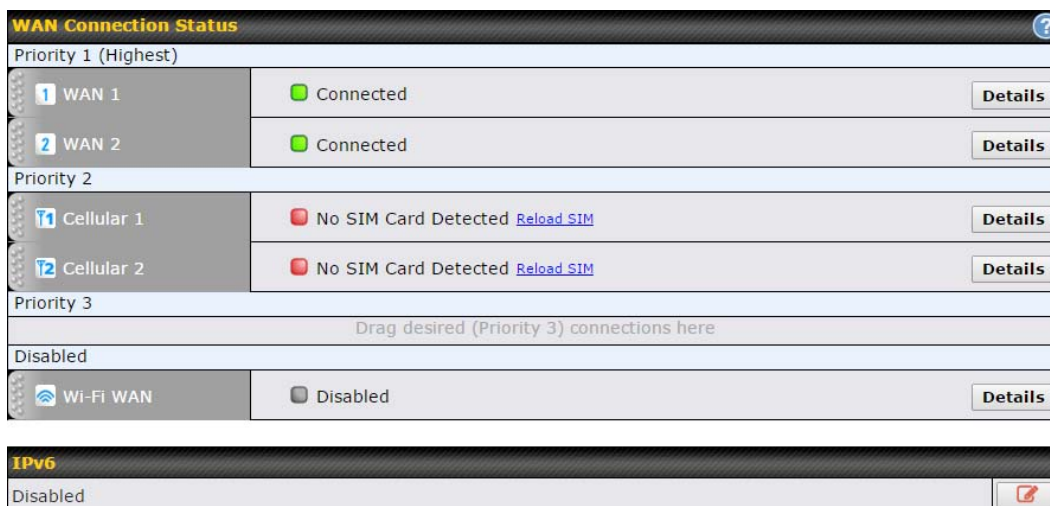 WAN Connection Status ?
Priority 1 (Highest)
1 WAN 1 Connected Details
2 WAN 2 Connected Details
Priority 2
1 Cellular 1 No SIM Card Detected Reload SIM Details
2 Cellular 2 No SIM Card Detected Reload SIM Details
Priority 3
Drag desired (Priority 3) connections here
Disabled
Wi-Fi WAN Disabled Details
IPv6
Disabled